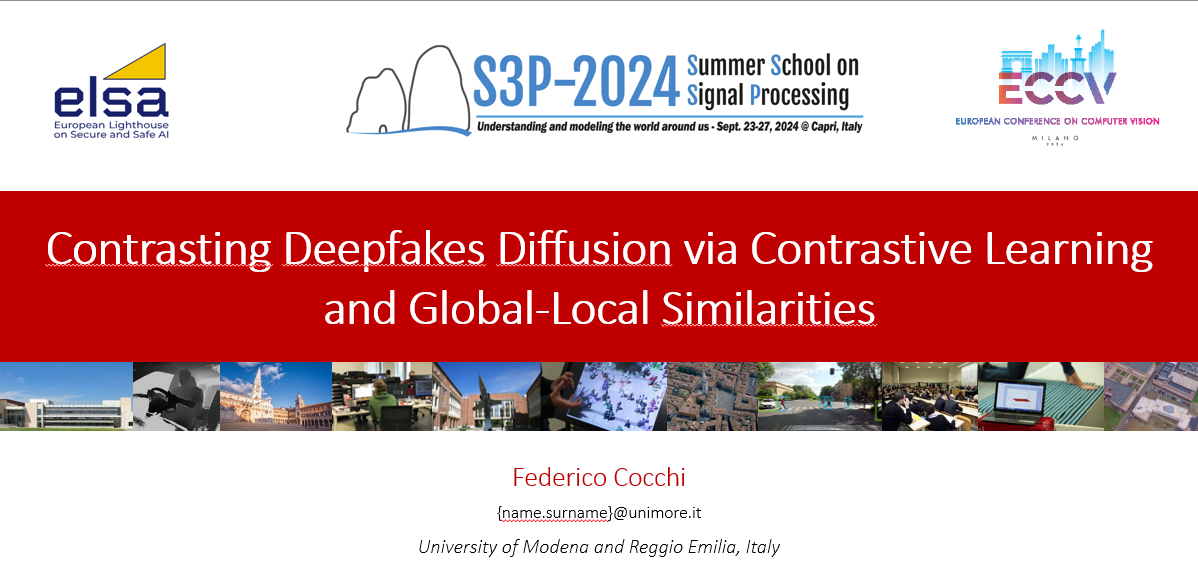 elsa
European Lighthouse
on Secure and Safe AI
S3P-2024 Summer School on
Signal Processing
Understanding and modeling the world around us - Sept. 23-27, 2024 @ Capri, Italy
ECCV
EUROPEAN CONFERENCE ON COMPUTER VISION
MILANO
2024
Contrasting Deepfakes Diffusion via Contrastive Learning
and Global-Local Similarities
Federico Cocchi
{name.surname}@unimore.it
University of Modena and Reggio Emilia, Italy